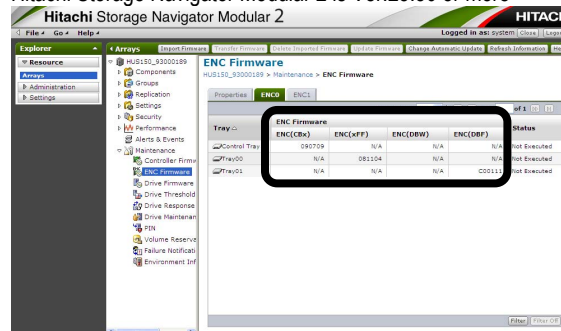 Hitachi Storage Navigator Modular 2
HITACHI
File Go Help
Logged in as: system Close
Explorer
Resource
Arrays
Administration
Settings
Arrays
HUS150_93000189
Components
Groups
Replication
Settings
Security
Performance
Alerts & Events
Maintenance
Controller Firmw
ENC Firmware
Drive Firmware
Drive Threshold
Drive Response
Drive Maintenan
PIN
Volume Reserva
Failure Notificati
Environment Inf
Import Firmware Transfer Firmware Delete Imported Firmware Update Firmware Change Automatic Update Refresh Information
ENC Firmware
HUS150_93000189 > Maintenance > ENC Firmware
Properties ENC0 ENC1
of 1
Tray ENC Firmware Status
ENC(CBx) ENC(xFF) ENC(DBW) ENC(DBF)
Control Tray 090709 N/A N/A N/A Not Executed
Tray00 N/A 081104 N/A N/A Not Executed
Tray01 N/A N/A N/A C00111 Not Executed
Filter Filter Off